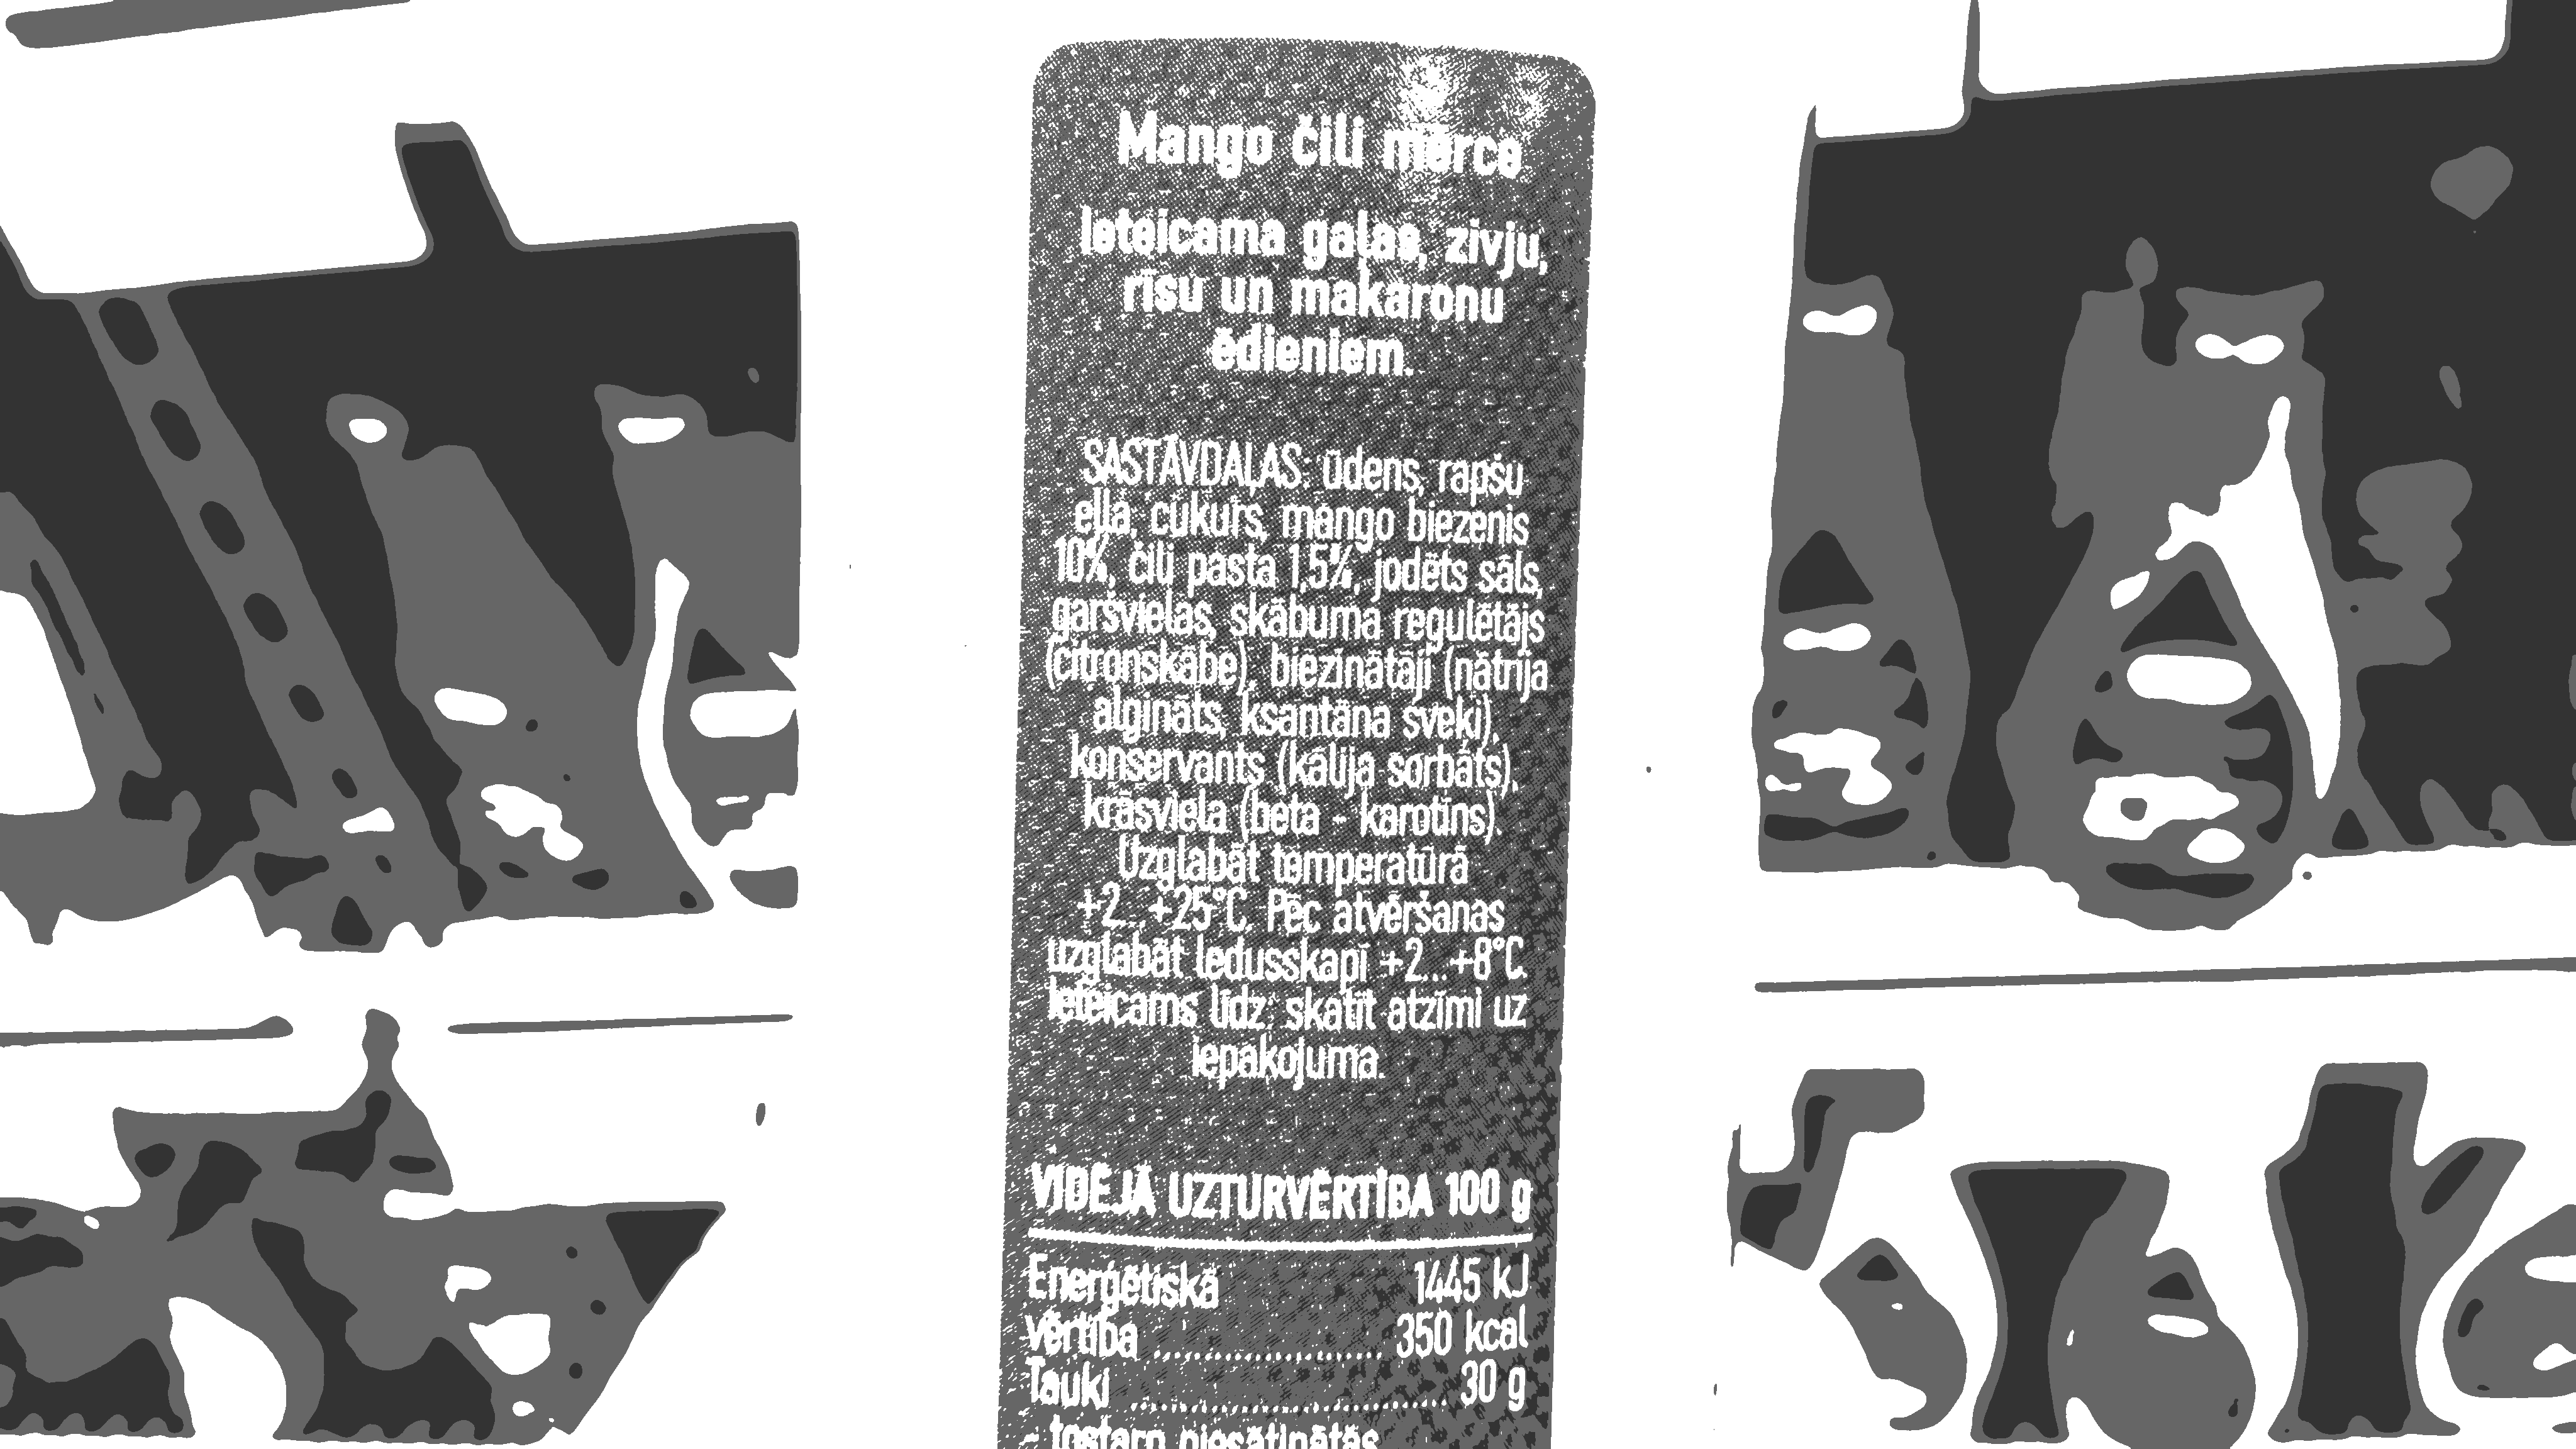 Mango čili mērce
Ieteicama gaļas, zivju,
rīsu un makaronu
ēdieniem.
SASTĀVDAĻAS: ūdens, rapšu
eļļa, cukurs, mango biezenis
10%, čili pasta 1,5%, jodēts sāls,
garšvielas, skābuma regulētājs
(citronskābe), biezinātāji (nātrija
algināts, ksantāna sveķi),
konservants (kālija sorbāts),
krāsviela (beta - karotīns).
Uzglabāt temperatūrā
+2...+25°C. Pēc atvēršanas
uzglabāt ledusskapī +2...+8°C.
Ieteicams līdz: skatīt atzīmi uz
iepakojuma.
VIDĒJĀ UZTURVĒRTĪBA 100 g
Enerģētiskā 1445 kJ
vērtība ........................ 350 kcal
Tauki ................................. 30 g
- tostarp piesātinātās